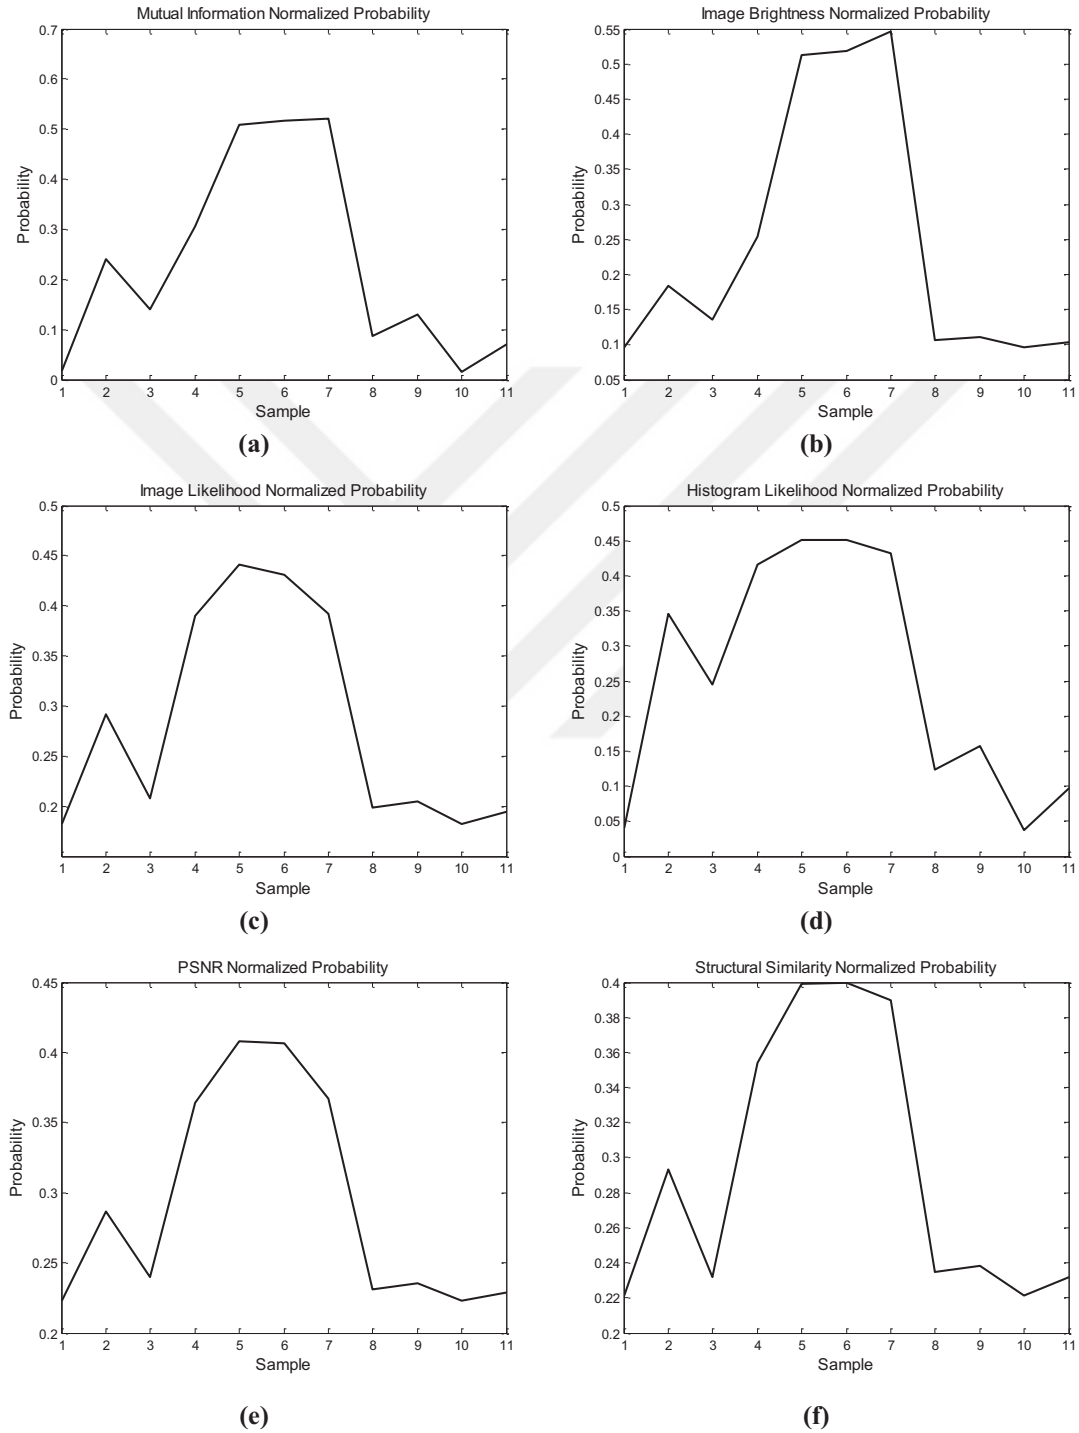 Mutual Information Normalized Probability
0.7
0.6
0.5
0.4
0.3
0.2
0.1
0
Probability
1 2 3 4 5 6 7 8 9 10 11
Sample
(a)
Image Brightness Normalized Probability
0.55
0.5
0.45
0.4
0.35
0.3
0.25
0.2
0.15
0.1
0.05
Probability
1 2 3 4 5 6 7 8 9 10 11
Sample
(b)
Image Likelihood Normalized Probability
0.5
0.45
0.4
0.35
0.3
0.25
0.2
Probability
1 2 3 4 5 6 7 8 9 10 11
Sample
(c)
Histogram Likelihood Normalized Probability
0.5
0.45
0.4
0.35
0.3
0.25
0.2
0.15
0.1
0.05
0
Probability
1 2 3 4 5 6 7 8 9 10 11
Sample
(d)
PSNR Normalized Probability
0.45
0.4
0.35
0.3
0.25
0.2
Probability
1 2 3 4 5 6 7 8 9 10 11
Sample
(e)
Structural Similarity Normalized Probability
0.4
0.38
0.36
0.34
0.32
0.3
0.28
0.26
0.24
0.22
0.2
Probability
1 2 3 4 5 6 7 8 9 10 11
Sample
(f)